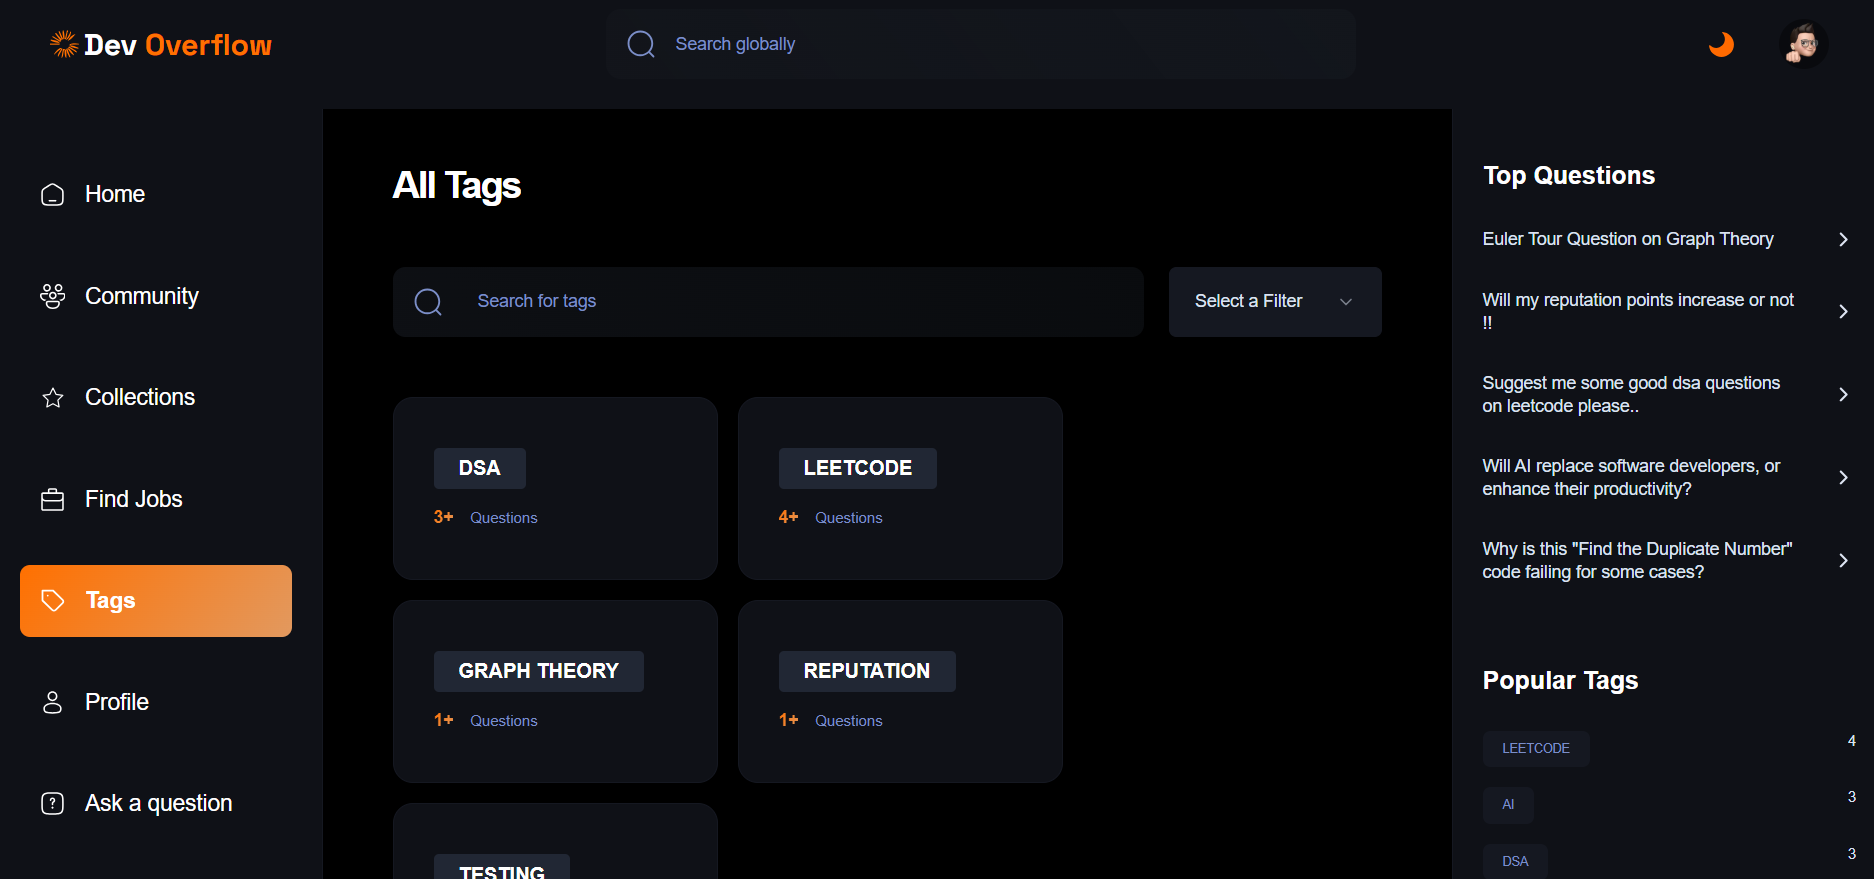 Dev Overflow
Search globally
Home
Community
Collections
Find Jobs
Tags
Profile
Ask a question
All Tags
Search for tags
Select a Filter
DSA
3+ Questions
LEETCODE
4+ Questions
GRAPH THEORY
1+ Questions
REPUTATION
1+ Questions
TESTING
Top Questions
Euler Tour Question on Graph Theory
Will my reputation points increase or not
!!
Suggest me some good dsa questions
on leetcode please..
Will AI replace software developers, or
enhance their productivity?
Why is this "Find the Duplicate Number"
code failing for some cases?
Popular Tags
LEETCODE 4
AI 3
DSA 3